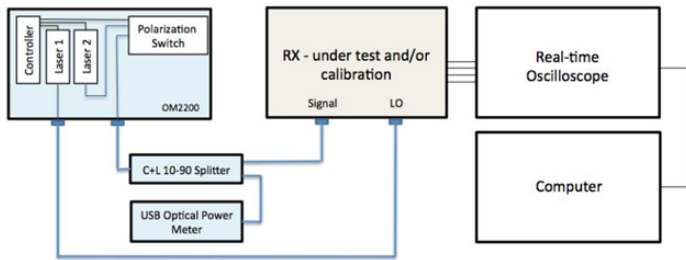 Controller
Laser 1
Laser 2
Polarization
Switch
OM2200
RX - under test and/or
calibration
Signal
LO
Real-time
Oscilloscope
C+L 10-90 Splitter
USB Optical Power
Meter
Computer